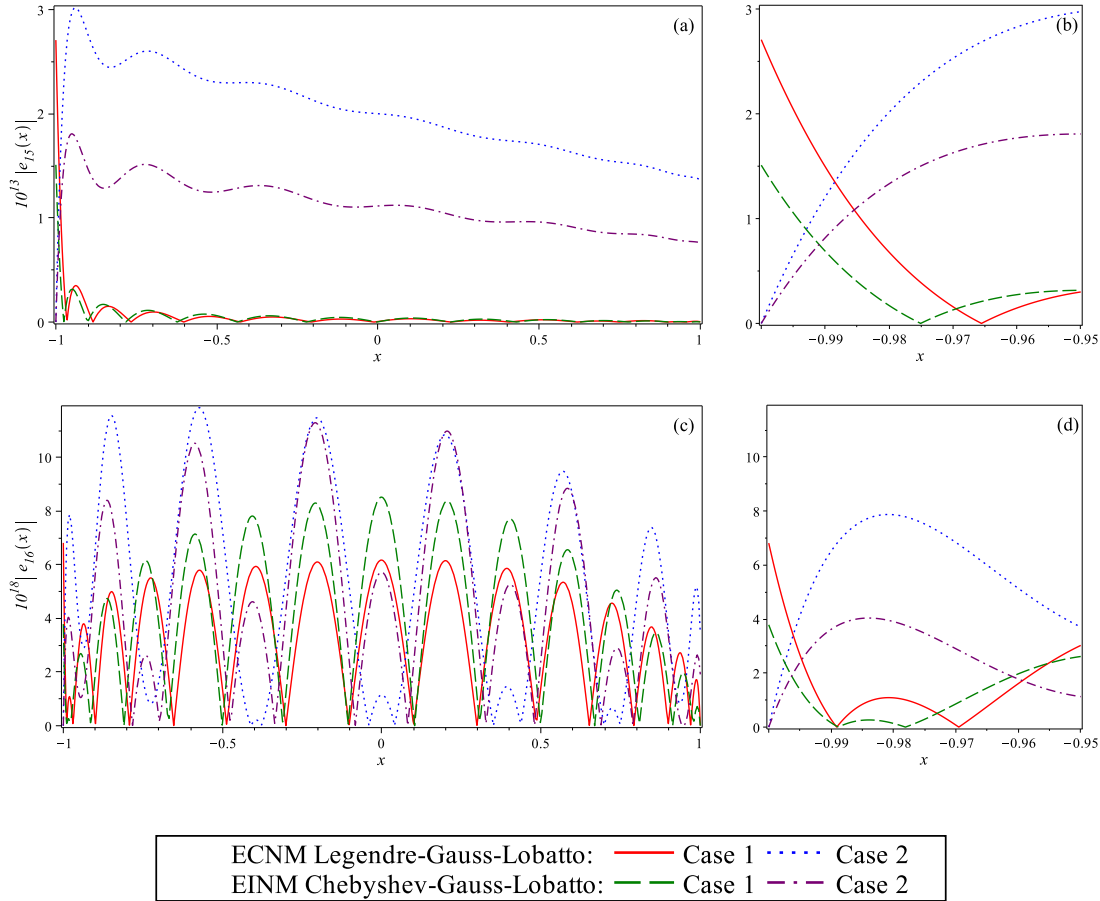 (a)
(b)
3
2
1
0
10^13 |e_15(x)|
−1 −0.5 0 0.5 1
x
3
2
1
0
−0.99 −0.98 −0.97 −0.96 −0.95
x
(c)
(d)
10
8
6
4
2
0
10^18 |e_16(x)|
−1 −0.5 0 0.5 1
x
10
8
6
4
2
0
−0.99 −0.98 −0.97 −0.96 −0.95
x
ECNM Legendre-Gauss-Lobatto: Case 1 Case 2
EINM Chebyshev-Gauss-Lobatto: Case 1 Case 2